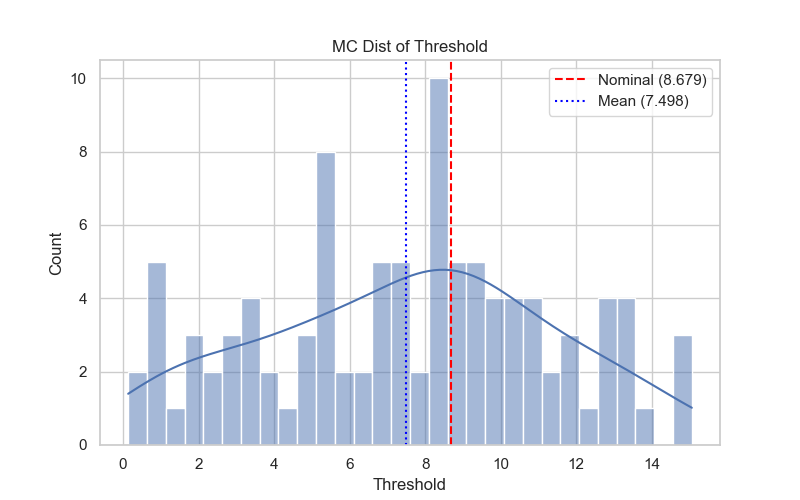 MC Dist of Threshold
Nominal (8.679)
Mean (7.498)
Count
10
8
6
4
2
0
0 2 4 6 8 10 12 14
Threshold